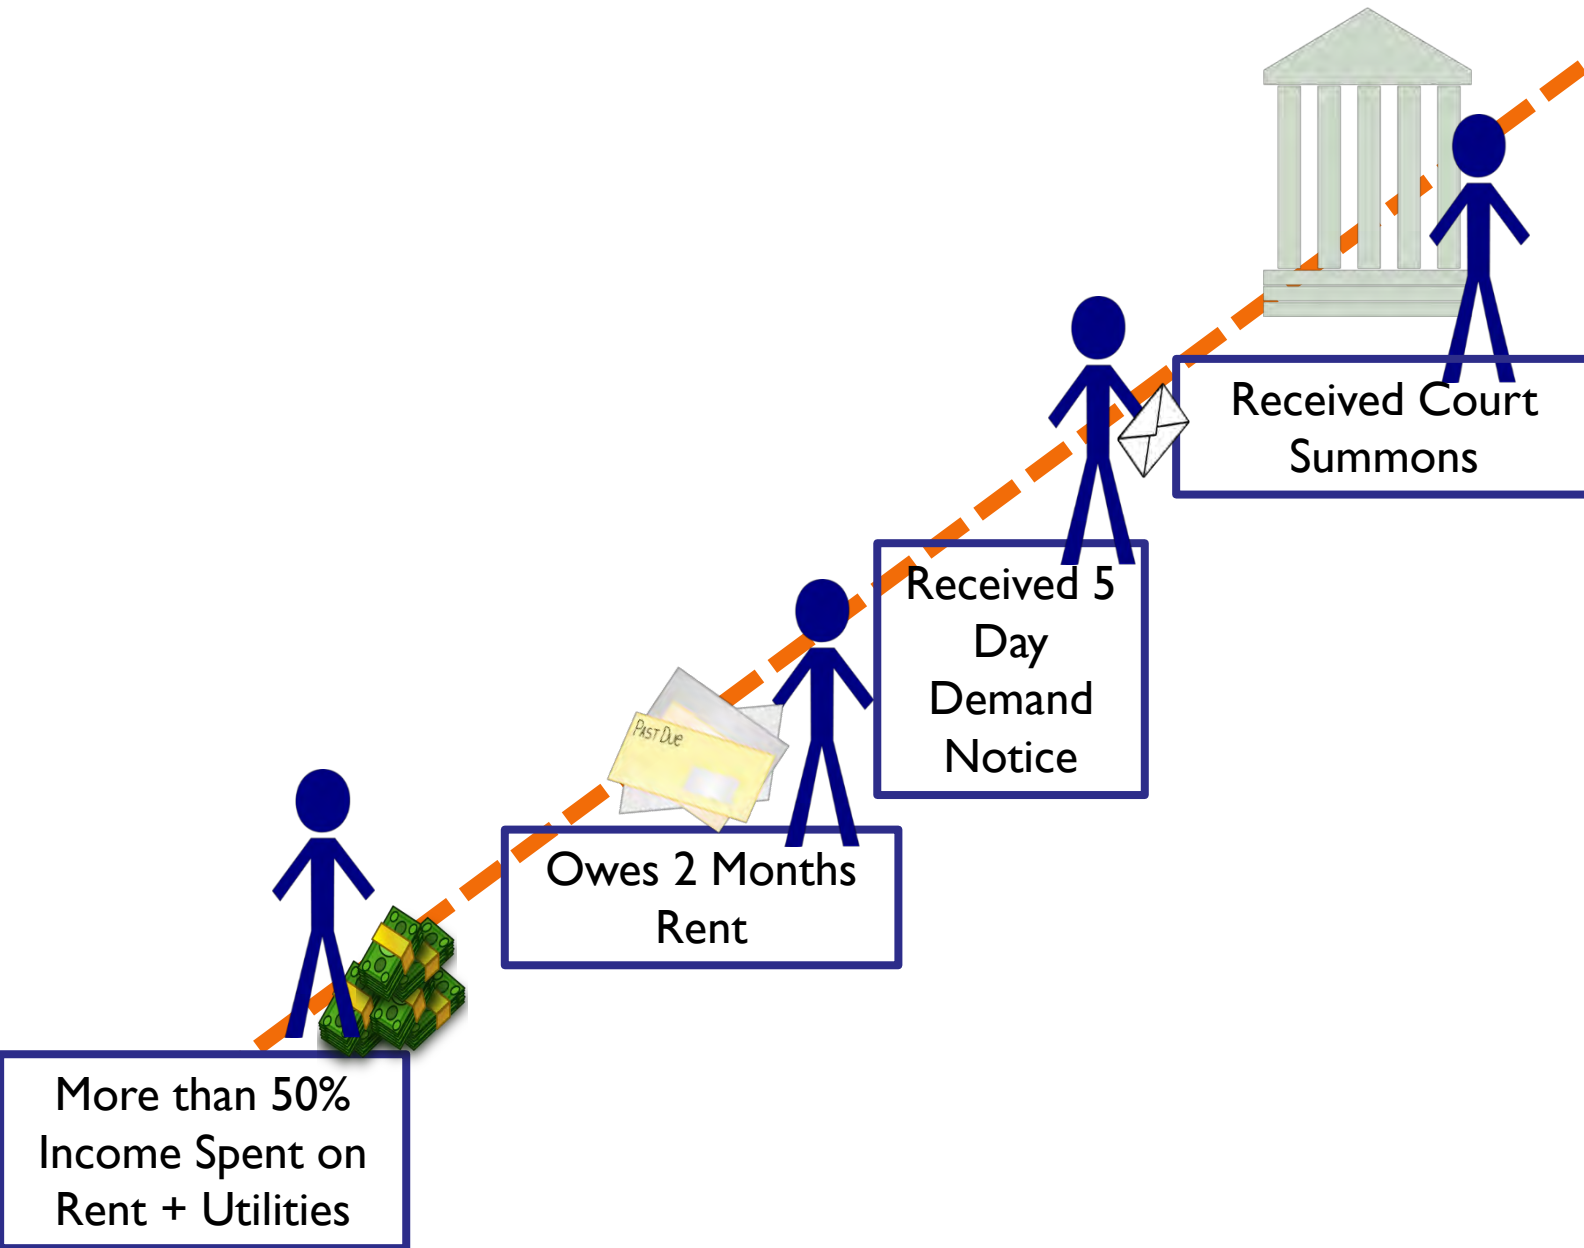 Received Court
Summons
Received 5
Day
Demand
Notice
PAST DUE
Owes 2 Months
Rent
More than 50%
Income Spent on
Rent + Utilities